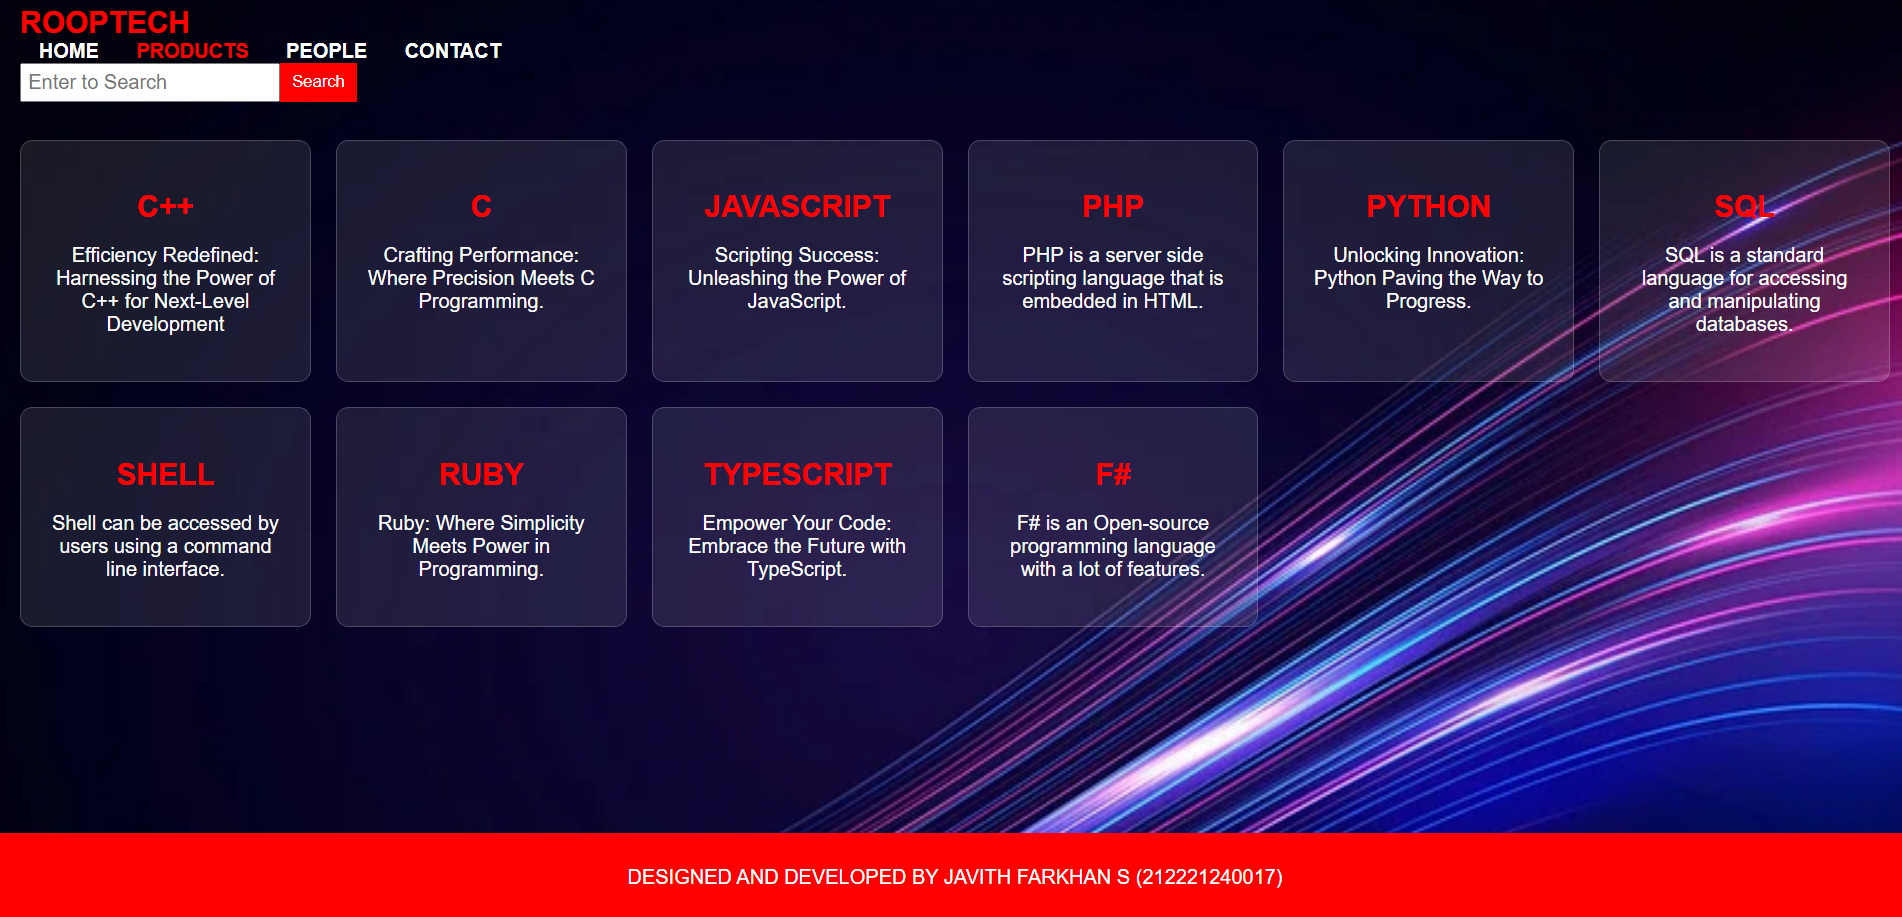 ROOPTECH
HOME PRODUCTS PEOPLE CONTACT
Enter to Search Search
C++
Efficiency Redefined:
Harnessing the Power of
C++ for Next-Level
Development
C
Crafting Performance:
Where Precision Meets C
Programming.
JAVASCRIPT
Scripting Success:
Unleashing the Power of
JavaScript.
PHP
PHP is a server side
scripting language that is
embedded in HTML.
PYTHON
Unlocking Innovation:
Python Paving the Way to
Progress.
SQL
SQL is a standard
language for accessing
and manipulating
databases.
SHELL
Shell can be accessed by
users using a command
line interface.
RUBY
Ruby: Where Simplicity
Meets Power in
Programming.
TYPESCRIPT
Empower Your Code:
Embrace the Future with
TypeScript.
F#
F# is an Open-source
programming language
with a lot of features.
DESIGNED AND DEVELOPED BY JAVITH FARKHAN S (212221240017)